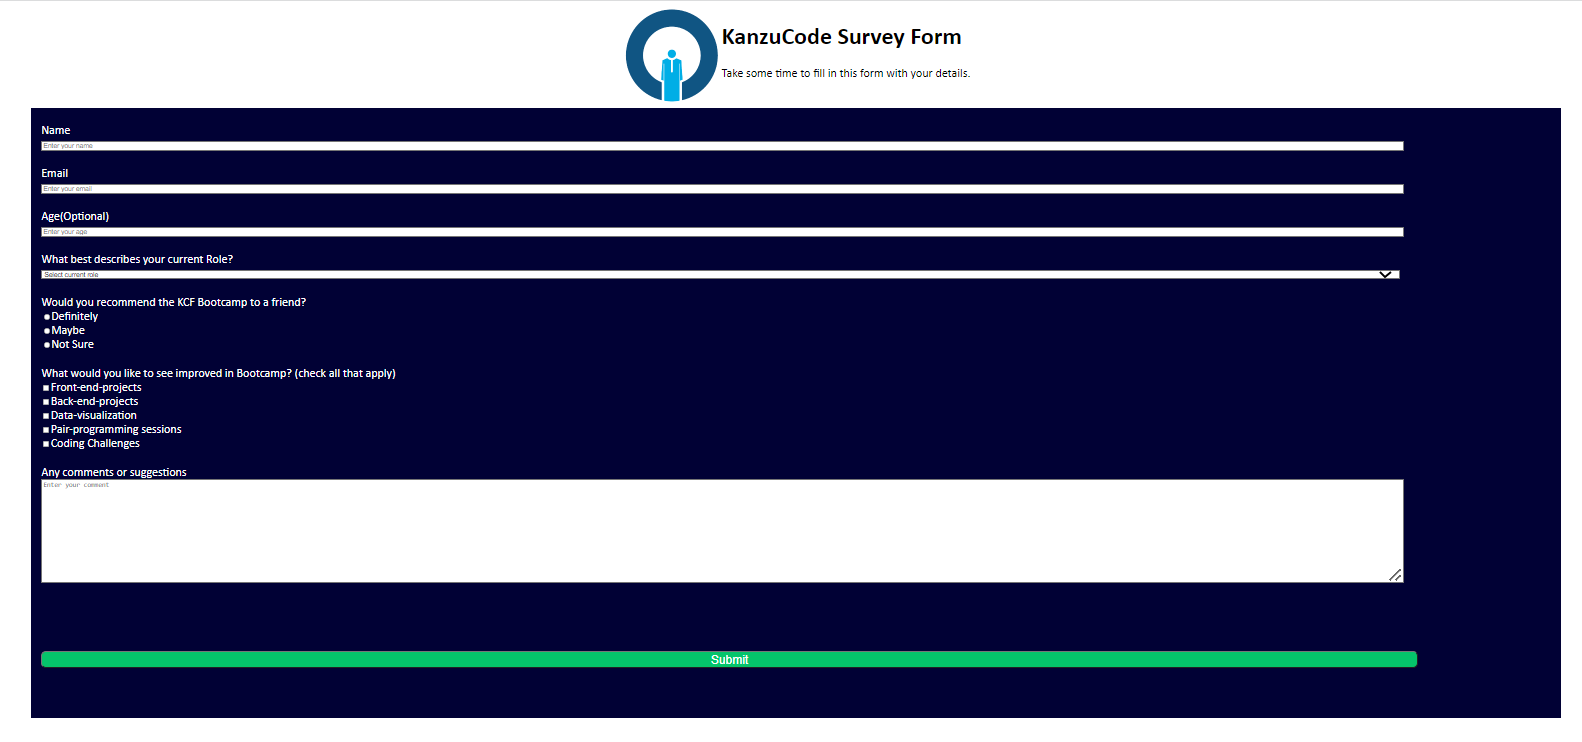 KanzuCode Survey Form
Take some time to fill in this form with your details.
Name
Enter your name
Email
Enter your email
Age(Optional)
Enter your age
What best describes your current Role?
Select current role
Would you recommend the KCF Bootcamp to a friend?
Definitely
Maybe
Not Sure
What would you like to see improved in Bootcamp? (check all that apply)
Front-end-projects
Back-end-projects
Data-visualization
Pair-programming sessions
Coding Challenges
Any comments or suggestions
Enter your comment
Submit